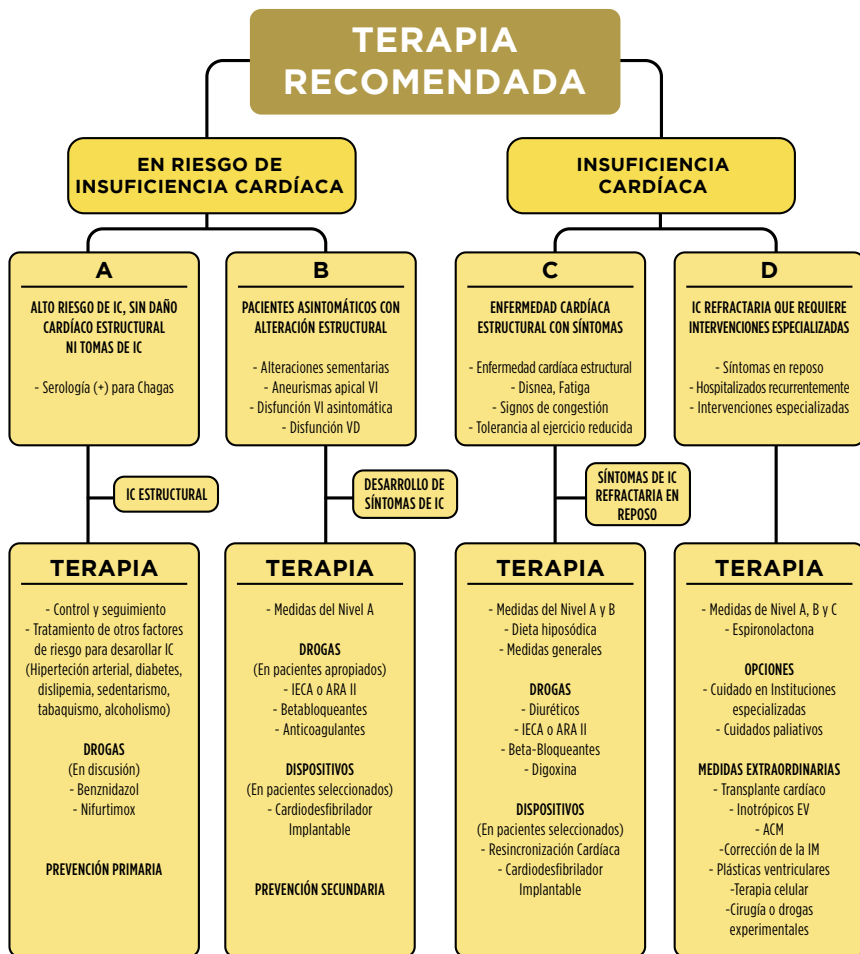 TERAPIA
RECOMENDADA
EN RIESGO DE
INSUFICIENCIA CARDÍACA
INSUFICIENCIA
CARDÍACA
A
ALTO RIESGO DE IC, SIN DAÑO
CARDÍACO ESTRUCTURAL
NI TOMAS DE IC
- Serología (+) para Chagas
B
PACIENTES ASINTOMÁTICOS CON
ALTERACIÓN ESTRUCTURAL
- Alteraciones sementarias
- Aneurismas apical VI
- Disfunción VI asintomática
- Disfunción VD
C
ENFERMEDAD CARDÍACA
ESTRUCTURAL CON SÍNTOMAS
- Enfermedad cardíaca estructural
- Disnea, Fatiga
- Signos de congestión
- Tolerancia al ejercicio reducida
D
IC REFRACTARIA QUE REQUIERE
INTERVENCIONES ESPECIALIZADAS
- Síntomas en reposo
- Hospitalizados recurrentemente
- Intervenciones especializadas
IC ESTRUCTURAL
DESARROLLO DE
SÍNTOMAS DE IC
SÍNTOMAS DE IC
REFRACTARIA EN
REPOSO
TERAPIA
- Control y seguimiento
- Tratamiento de otros factores
de riesgo para desarollar IC
(Hiperteción arterial, diabetes,
dislipemia, sedentarismo,
tabaquismo, alcoholismo)
DROGAS
(En discusión)
- Benznidazol
- Nifurtimox
PREVENCIÓN PRIMARIA
TERAPIA
- Medidas del Nivel A
DROGAS
(En pacientes apropiados)
- IECA o ARA II
- Betabloqueantes
- Anticoagulantes
DISPOSITIVOS
(En pacientes seleccionados)
- Cardiodesfibrilador
Implantable
PREVENCIÓN SECUNDARIA
TERAPIA
- Medidas del Nivel A y B
- Dieta hiposódica
- Medidas generales
DROGAS
- Diuréticos
- IECA o ARA II
- Beta-Bloqueantes
- Digoxina
DISPOSITIVOS
(En pacientes seleccionados)
- Resincronización Cardíaca
- Cardiodesfibrilador
Implantable
TERAPIA
- Medidas de Nivel A, B y C
- Espironolactona
OPCIONES
- Cuidado en Instituciones
especializadas
- Cuidados paliativos
MEDIDAS EXTRAORDINARIAS
- Transplante cardíaco
- Inotrópicos EV
- ACM
-Corrección de la IM
- Plásticas ventriculares
-Terapia celular
-Cirugía o drogas
experimentales